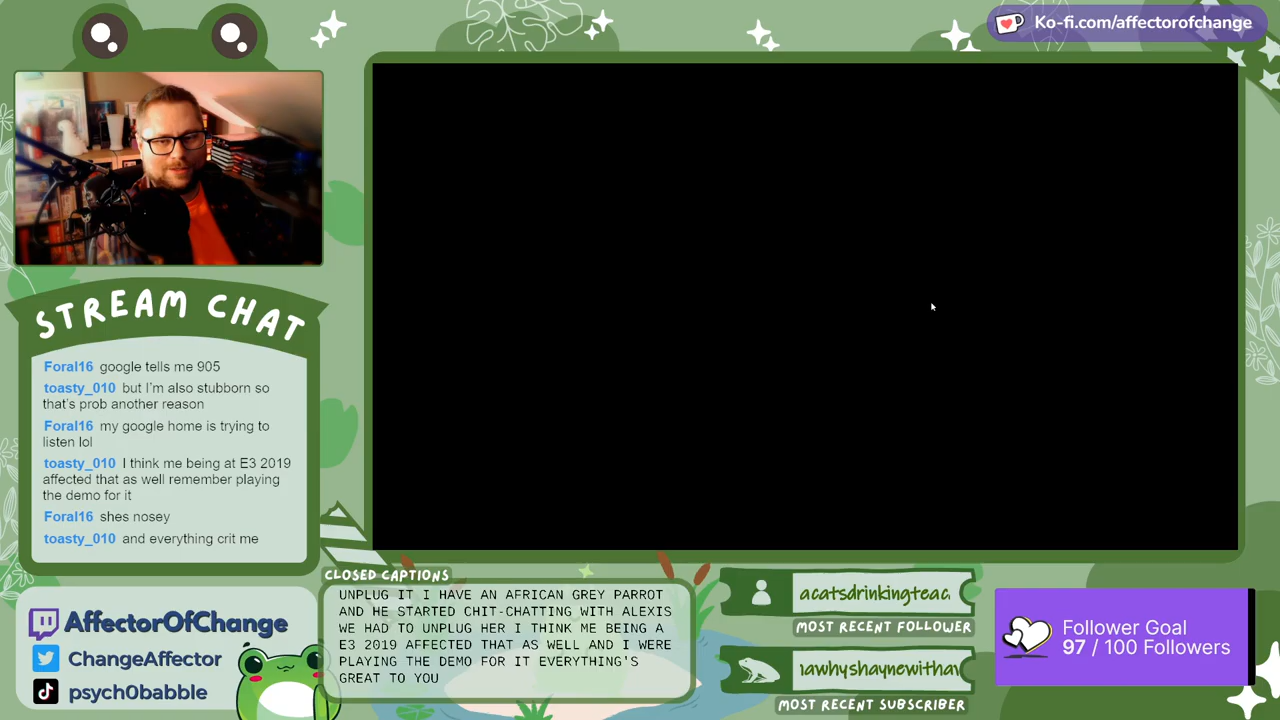 Ko-fi.com/affectorofchange
STREAM CHAT
Foral16 google tells me 905
toasty_010 but I'm also stubborn so
that's prob another reason
Foral16 my google home is trying to
listen lol
toasty_010 I think me being at E3 2019
affected that as well remember playing
the demo for it
Foral16 shes nosey
toasty_010 and everything crit me
CLOSED CAPTIONS
UNPLUG IT I HAVE AN AFRICAN GREY PARROT
AND HE STARTED CHIT-CHATTING WITH ALEXIS
WE HAD TO UNPLUG HER I THINK ME BEING A
E3 2019 AFFECTED THAT AS WELL AND I WERE
PLAYING THE DEMO FOR IT EVERYTHING'S
GREAT TO YOU
AffectorOfChange
ChangeAffector
psych0babble
acatsdrinkingteac
MOST RECENT FOLLOWER
whyshaynewitha
MOST RECENT SUBSCRIBER
Follower Goal
97 / 100 Followers